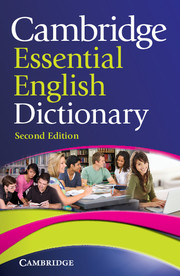 Cambridge
Essential
English
Dictionary
Second Edition
CAMBRIDGE